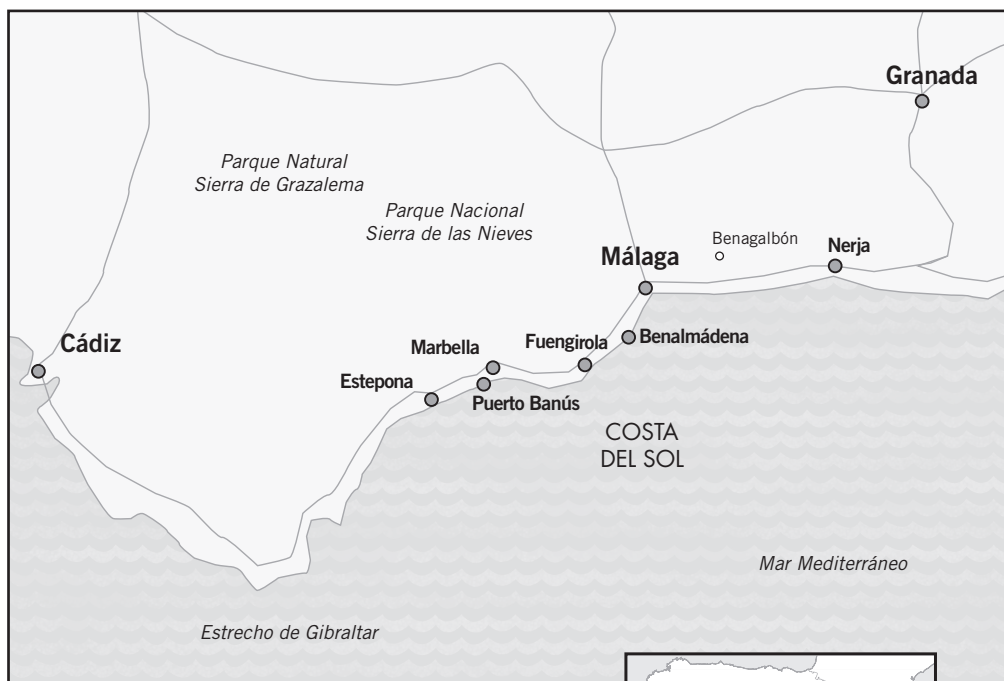 Granada
Parque Natural
Sierra de Grazalema
Parque Nacional
Sierra de las Nieves
Benagalbón
Nerja
Málaga
Cádiz
Marbella
Fuengirola
Benalmádena
Estepona
Puerto Banús
COSTA
DEL SOL
Mar Mediterráneo
Estrecho de Gibraltar